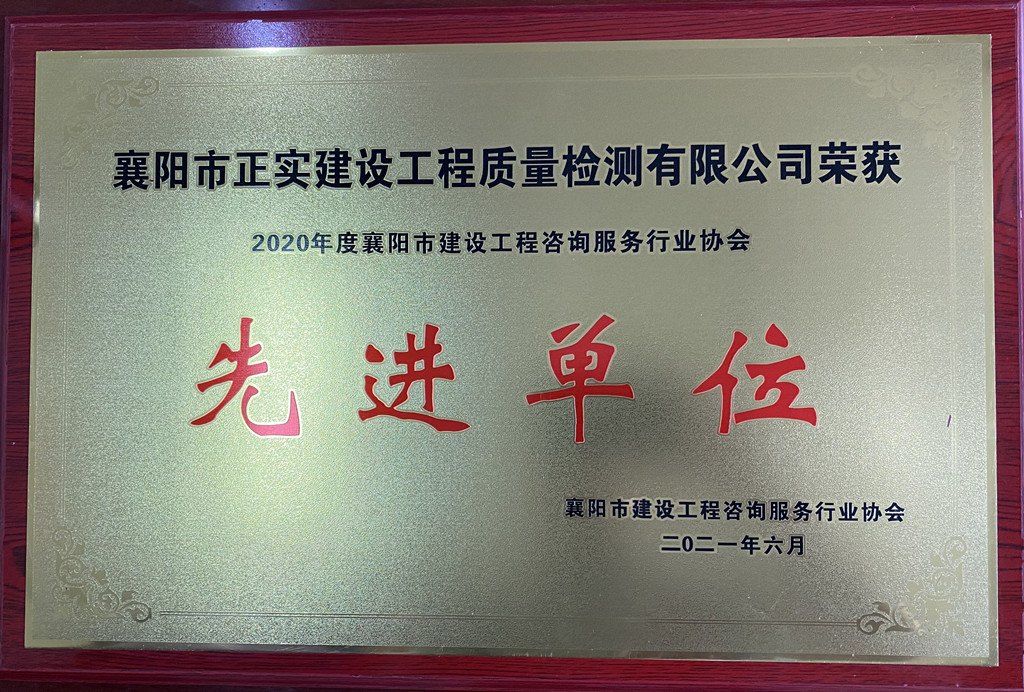 襄阳市正实建设工程质量检测有限公司荣获
2020年度襄阳市建设工程咨询服务行业协会
先进单位
襄阳市建设工程咨询服务行业协会
二0二一年六月